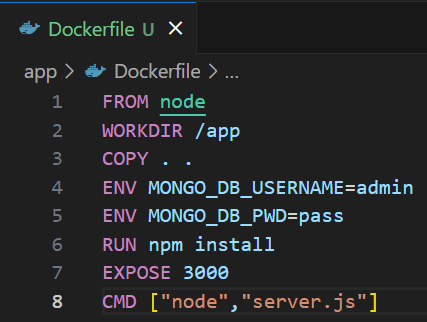 Dockerfile U
app > Dockerfile > ...
1 FROM node
2 WORKDIR /app
3 COPY . .
4 ENV MONGO_DB_USERNAME=admin
5 ENV MONGO_DB_PWD=pass
6 RUN npm install
7 EXPOSE 3000
8 CMD ["node","server.js"]